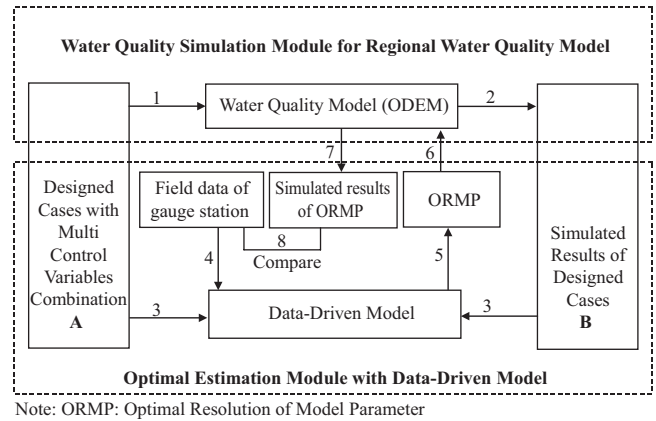 Water Quality Simulation Module for Regional Water Quality Model
1
Water Quality Model (ODEM)
2
7
6
Designed
Cases with
Multi
Control
Variables
Combination
A
Field data of
gauge station
Simulated results
of ORMP
ORMP
Simulated
Results of
Designed
Cases
B
8
Compare
4
5
3
Data-Driven Model
3
Optimal Estimation Module with Data-Driven Model
Note: ORMP: Optimal Resolution of Model Parameter